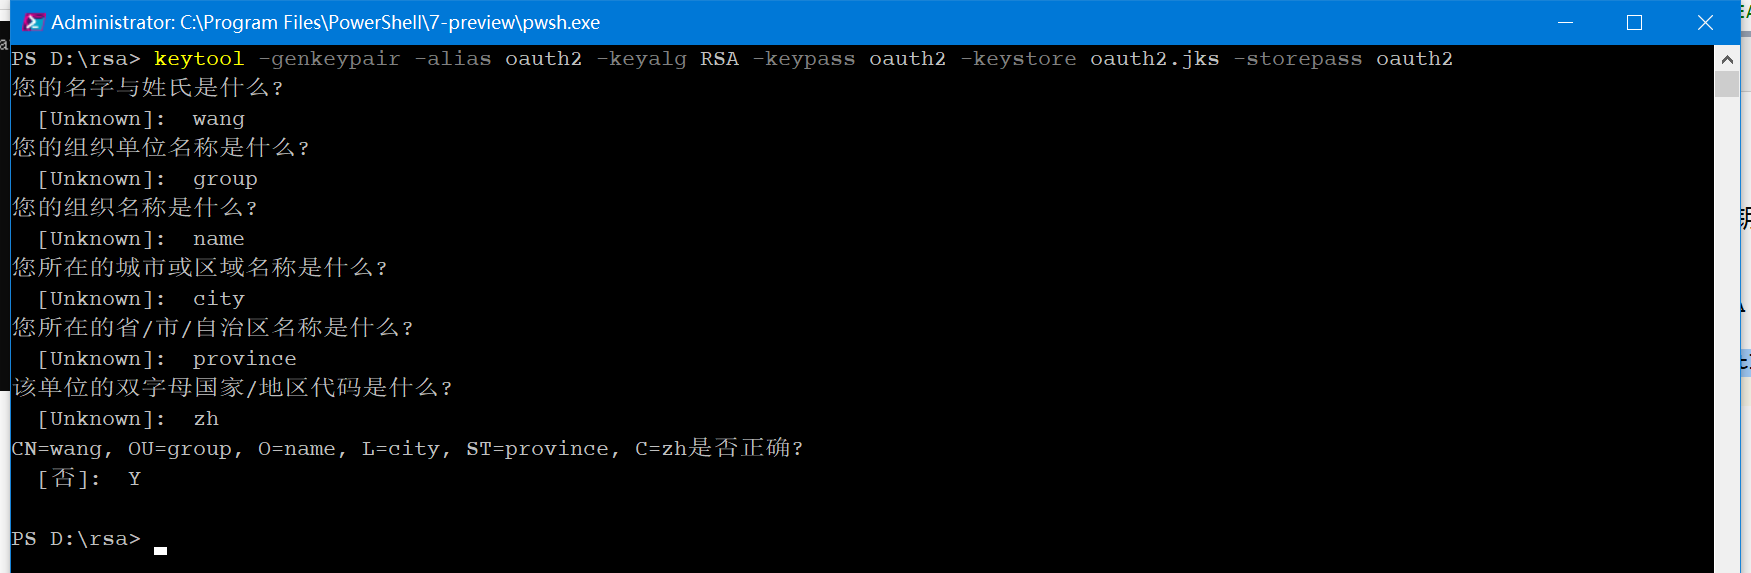 Administrator: C:\Program Files\PowerShell\7-preview\pwsh.exe
PS D:\rsa> keytool -genkeypair -alias oauth2 -keyalg RSA -keypass oauth2 -keystore oauth2.jks -storepass oauth2
您的名字与姓氏是什么?
[Unknown]:  wang
您的组织单位名称是什么?
[Unknown]:  group
您的组织名称是什么?
[Unknown]:  name
您所在的城市或区域名称是什么?
[Unknown]:  city
您所在的省/市/自治区名称是什么?
[Unknown]:  province
该单位的双字母国家/地区代码是什么?
[Unknown]:  zh
CN=wang, OU=group, O=name, L=city, ST=province, C=zh是否正确?
[否]:  Y
PS D:\rsa>